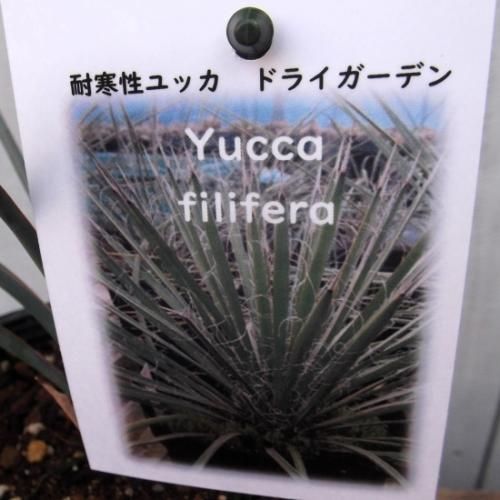 耐寒性ユッカ　ドライガーデン
Yucca
filifera